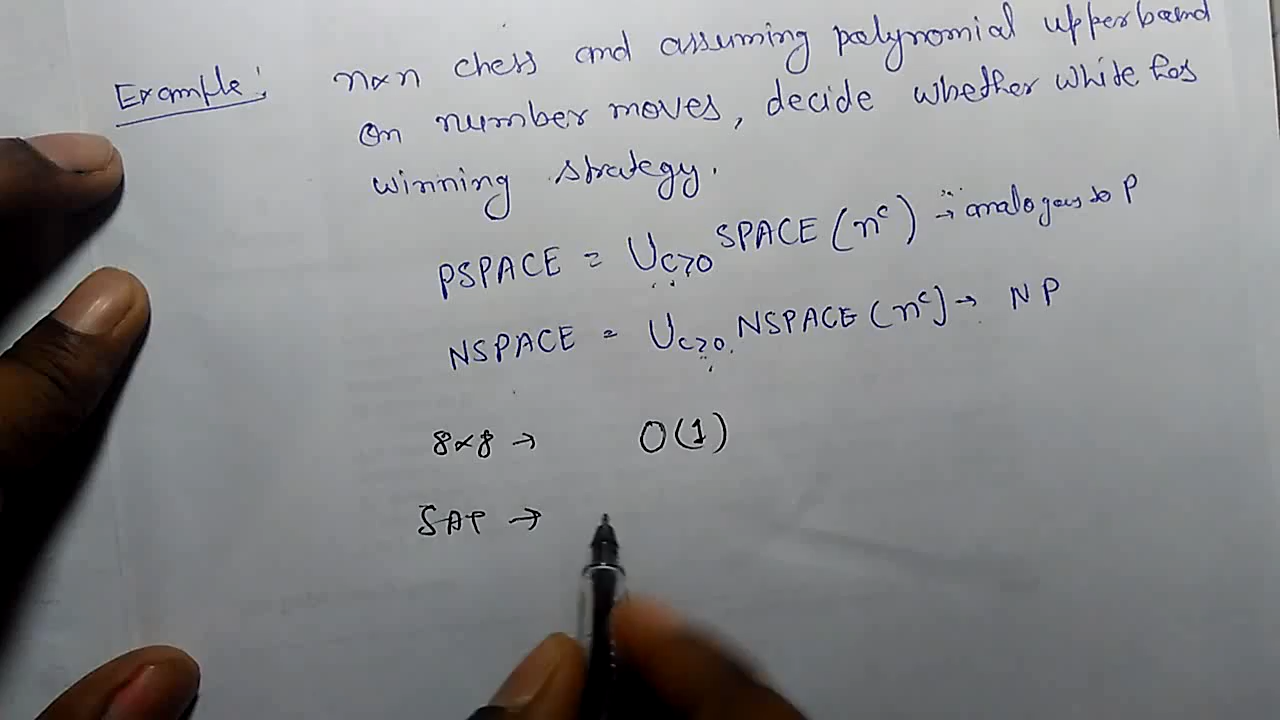 Example: n×n chess and assuming polynomial upperband
on number moves, decide whether white has
winning strategy.
PSPACE = ∪c>0 SPACE (n^c) → analogous to P
NSPACE = ∪c>0 NSPACE (n^c) → NP
8×8 → O(1)
SAT →